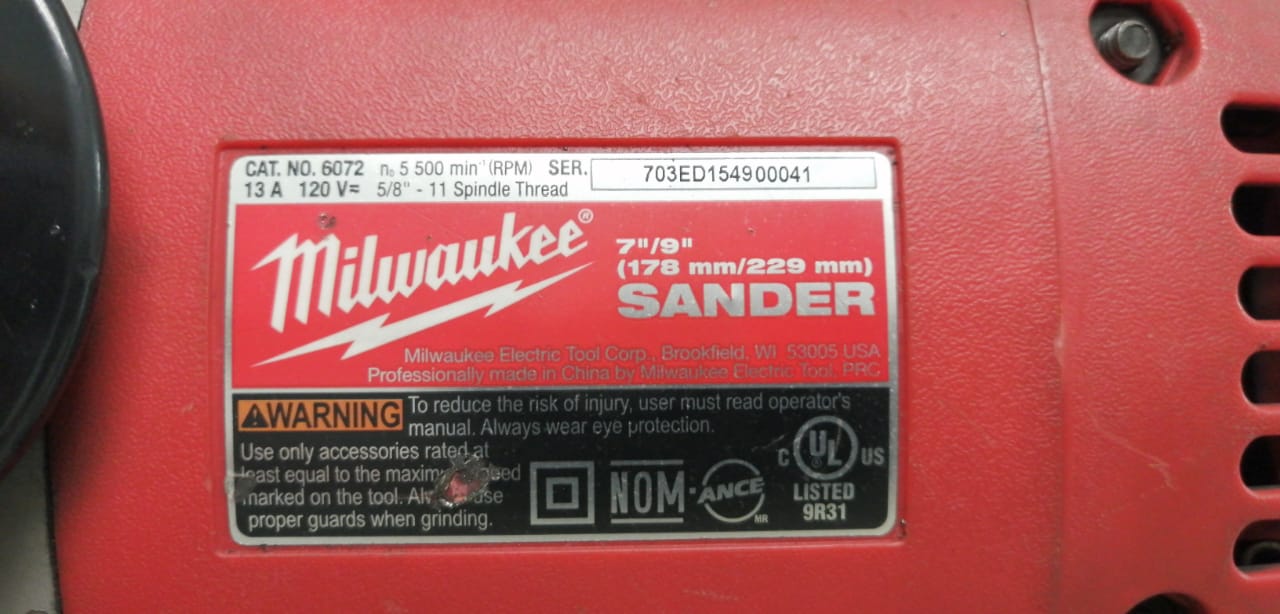 CAT. NO. 6072 n₀ 5 500 min⁻¹ (RPM) SER. 703ED154900041
13 A 120 V≂ 5/8" - 11 Spindle Thread
Milwaukee®
7"/9"
(178 mm/229 mm)
SANDER
Milwaukee Electric Tool Corp., Brookfield, WI 53005 USA
Professionally made in China by Milwaukee Electric Tool, PRC
WARNING To reduce the risk of injury, user must read operator's
manual. Always wear eye protection.
Use only accessories rated at
least equal to the
marked on the tool.
proper guards when grinding.
NOM-ANCE
MR
C UL® US
LISTED
9R31